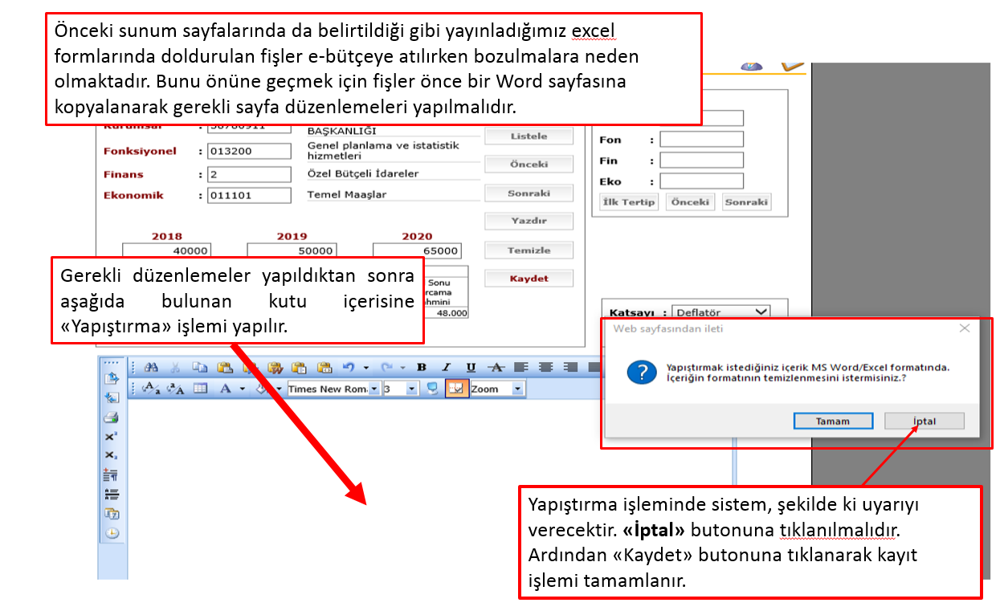 Önceki sunum sayfalarında da belirtildiği gibi yayınladığımız excel
formlarında doldurulan fişler e-bütçeye atılırken bozulmalara neden
olmaktadır. Bunu önüne geçmek için fişler önce bir Word sayfasına
kopyalanarak gerekli sayfa düzenlemeleri yapılmalıdır.
BAŞKANLIĞI
Fonksiyonel : 013200 Genel planlama ve istatistik
hizmetleri
Finans : 2 Özel Bütçeli İdareler
Ekonomik : 011101 Temel Maaşlar
Listele
Önceki
Sonraki
Yazdır
Temizle
Kaydet
Fon :
Fin :
Eko :
İlk Tertip Önceki Sonraki
2018 2019 2020
40000 50000 65000
Sonu
48.000
Katsayı : Deflatör
Gerekli düzenlemeler yapıldıktan sonra
aşağıda bulunan kutu içerisine
«Yapıştırma» işlemi yapılır.
Web sayfasından ileti
Yapıştırmak istediğiniz içerik MS Word/Excel formatında.
İçeriğin formatının temizlenmesini istermisiniz.?
Tamam İptal
Times New Rom. 3 Zoom
Yapıştırma işleminde sistem, şekilde ki uyarıyı
verecektir. «İptal» butonuna tıklanılmalıdır.
Ardından «Kaydet» butonuna tıklanarak kayıt
işlemi tamamlanır.